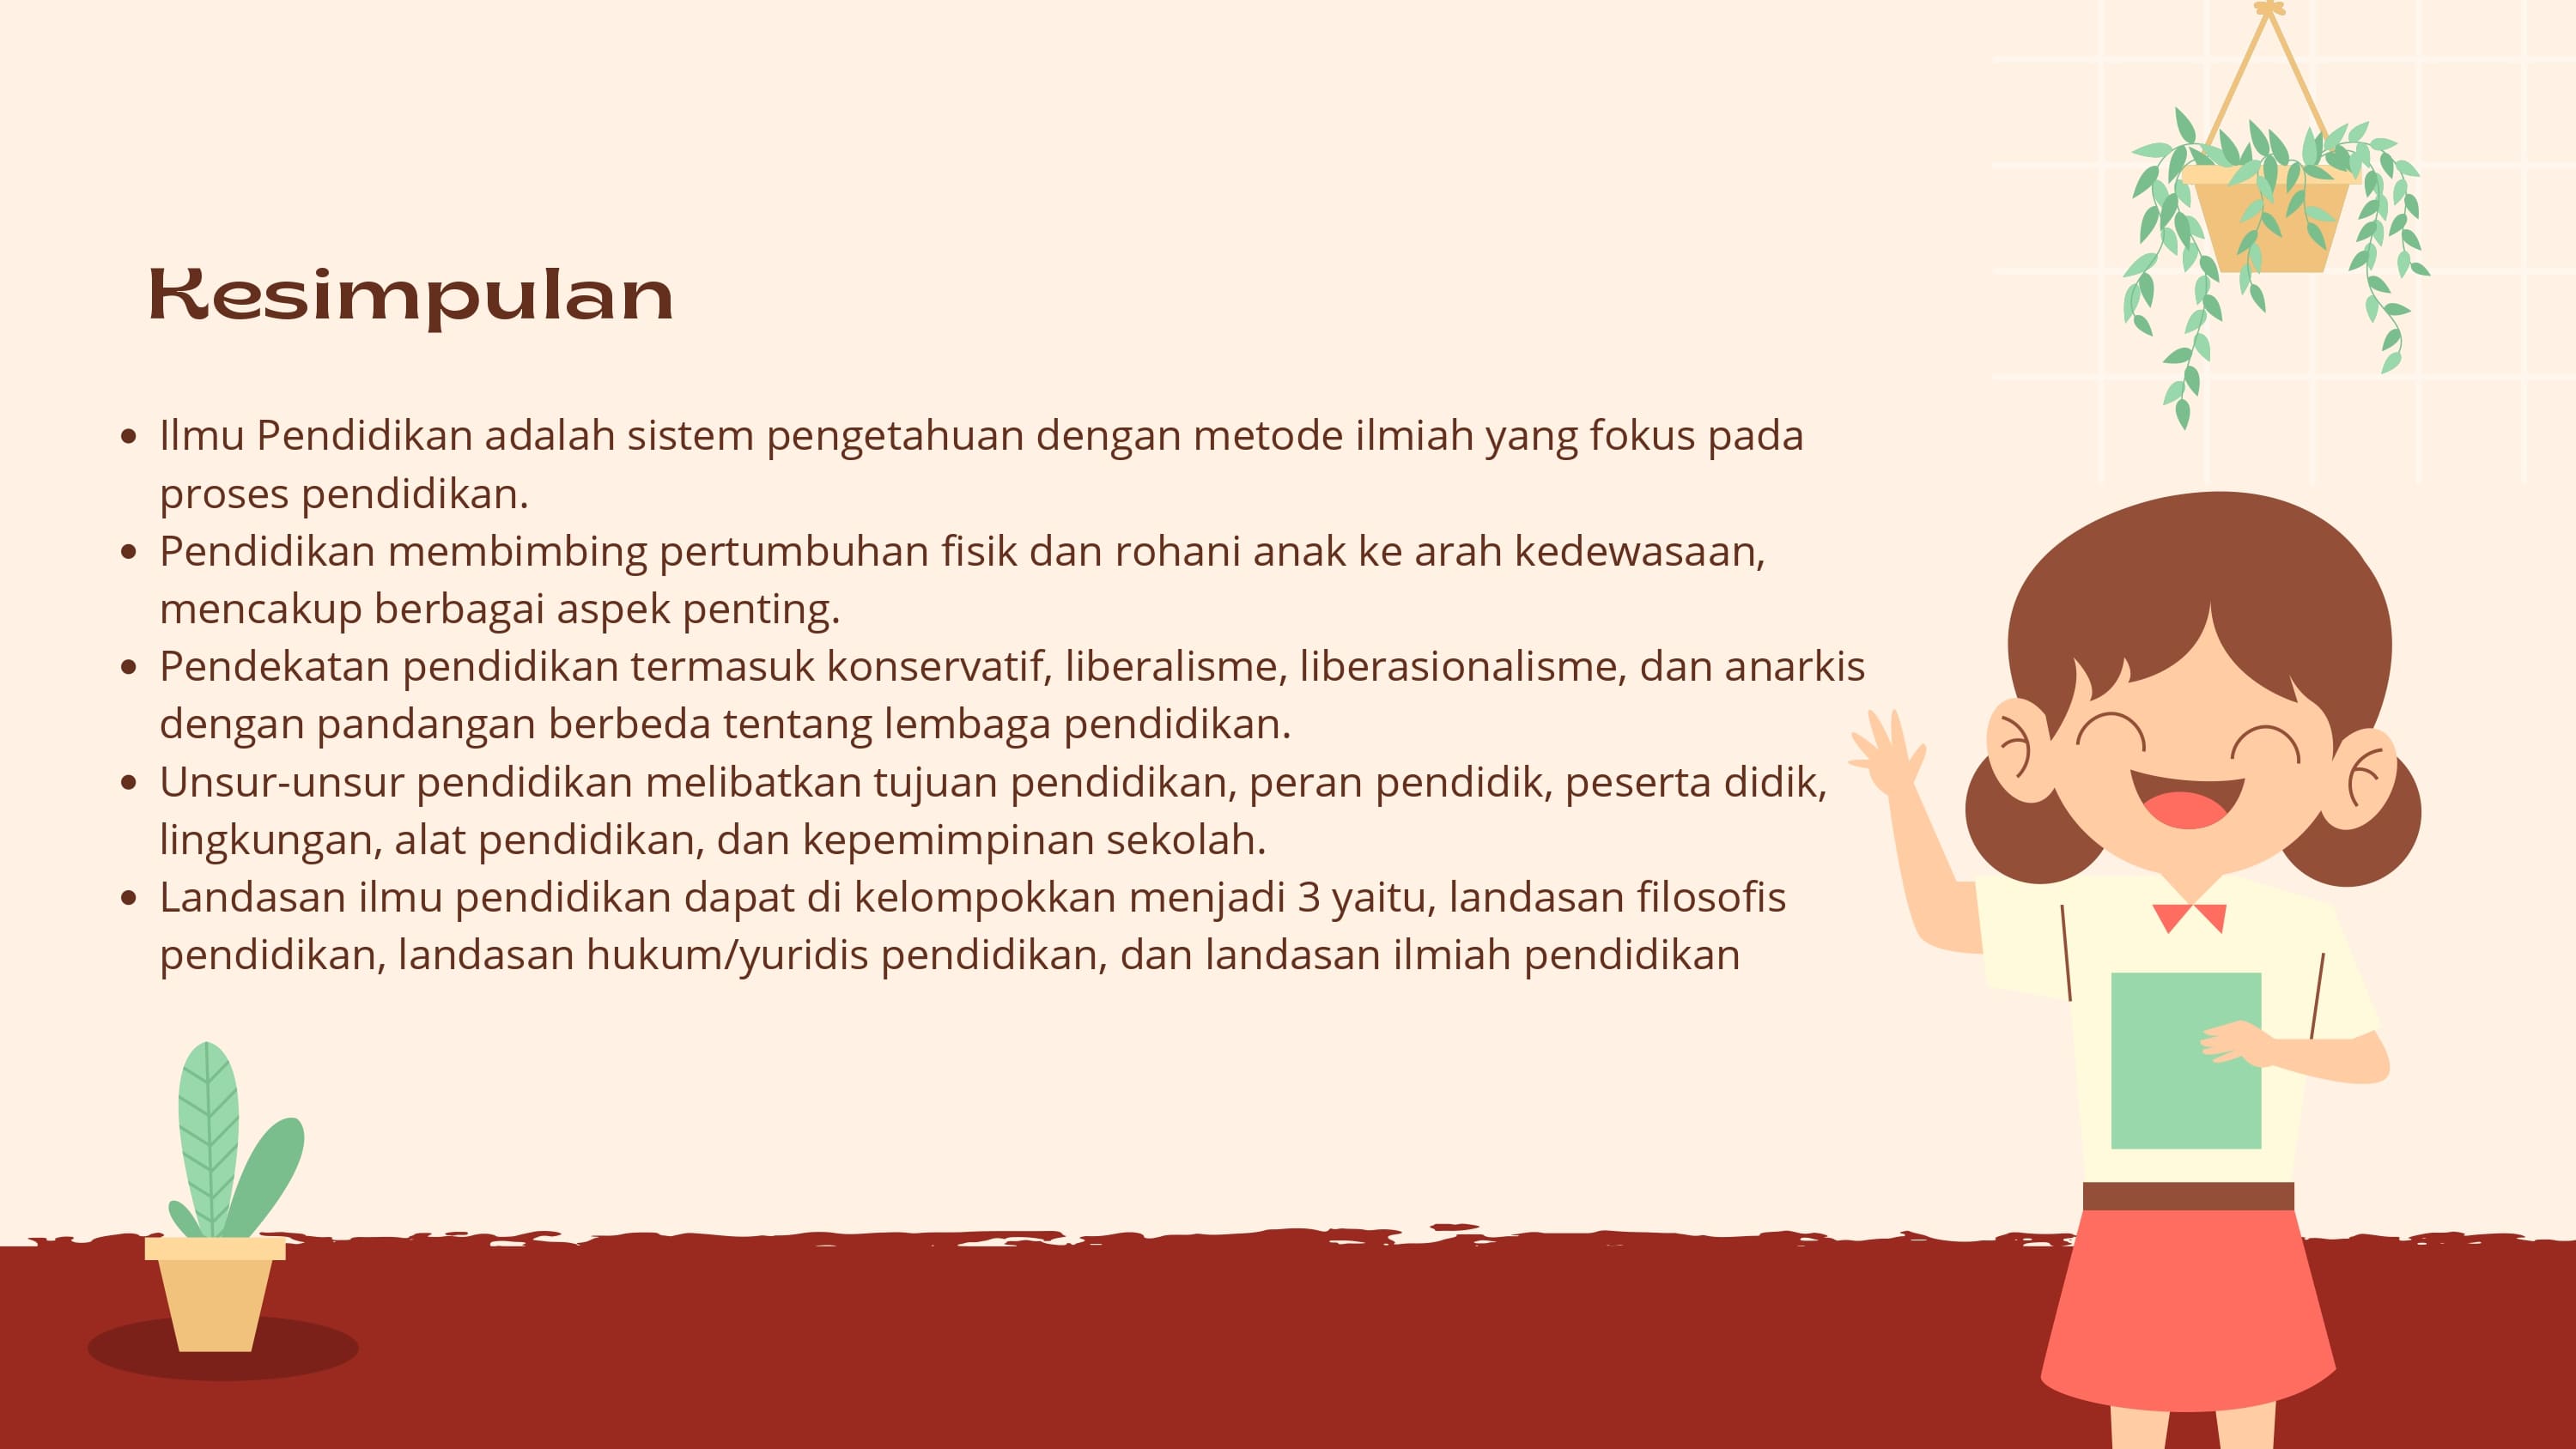 Kesimpulan
• Ilmu Pendidikan adalah sistem pengetahuan dengan metode ilmiah yang fokus pada
proses pendidikan.
• Pendidikan membimbing pertumbuhan fisik dan rohani anak ke arah kedewasaan,
mencakup berbagai aspek penting.
• Pendekatan pendidikan termasuk konservatif, liberalisme, liberasionalisme, dan anarkis
dengan pandangan berbeda tentang lembaga pendidikan.
• Unsur-unsur pendidikan melibatkan tujuan pendidikan, peran pendidik, peserta didik,
lingkungan, alat pendidikan, dan kepemimpinan sekolah.
• Landasan ilmu pendidikan dapat di kelompokkan menjadi 3 yaitu, landasan filosofis
pendidikan, landasan hukum/yuridis pendidikan, dan landasan ilmiah pendidikan